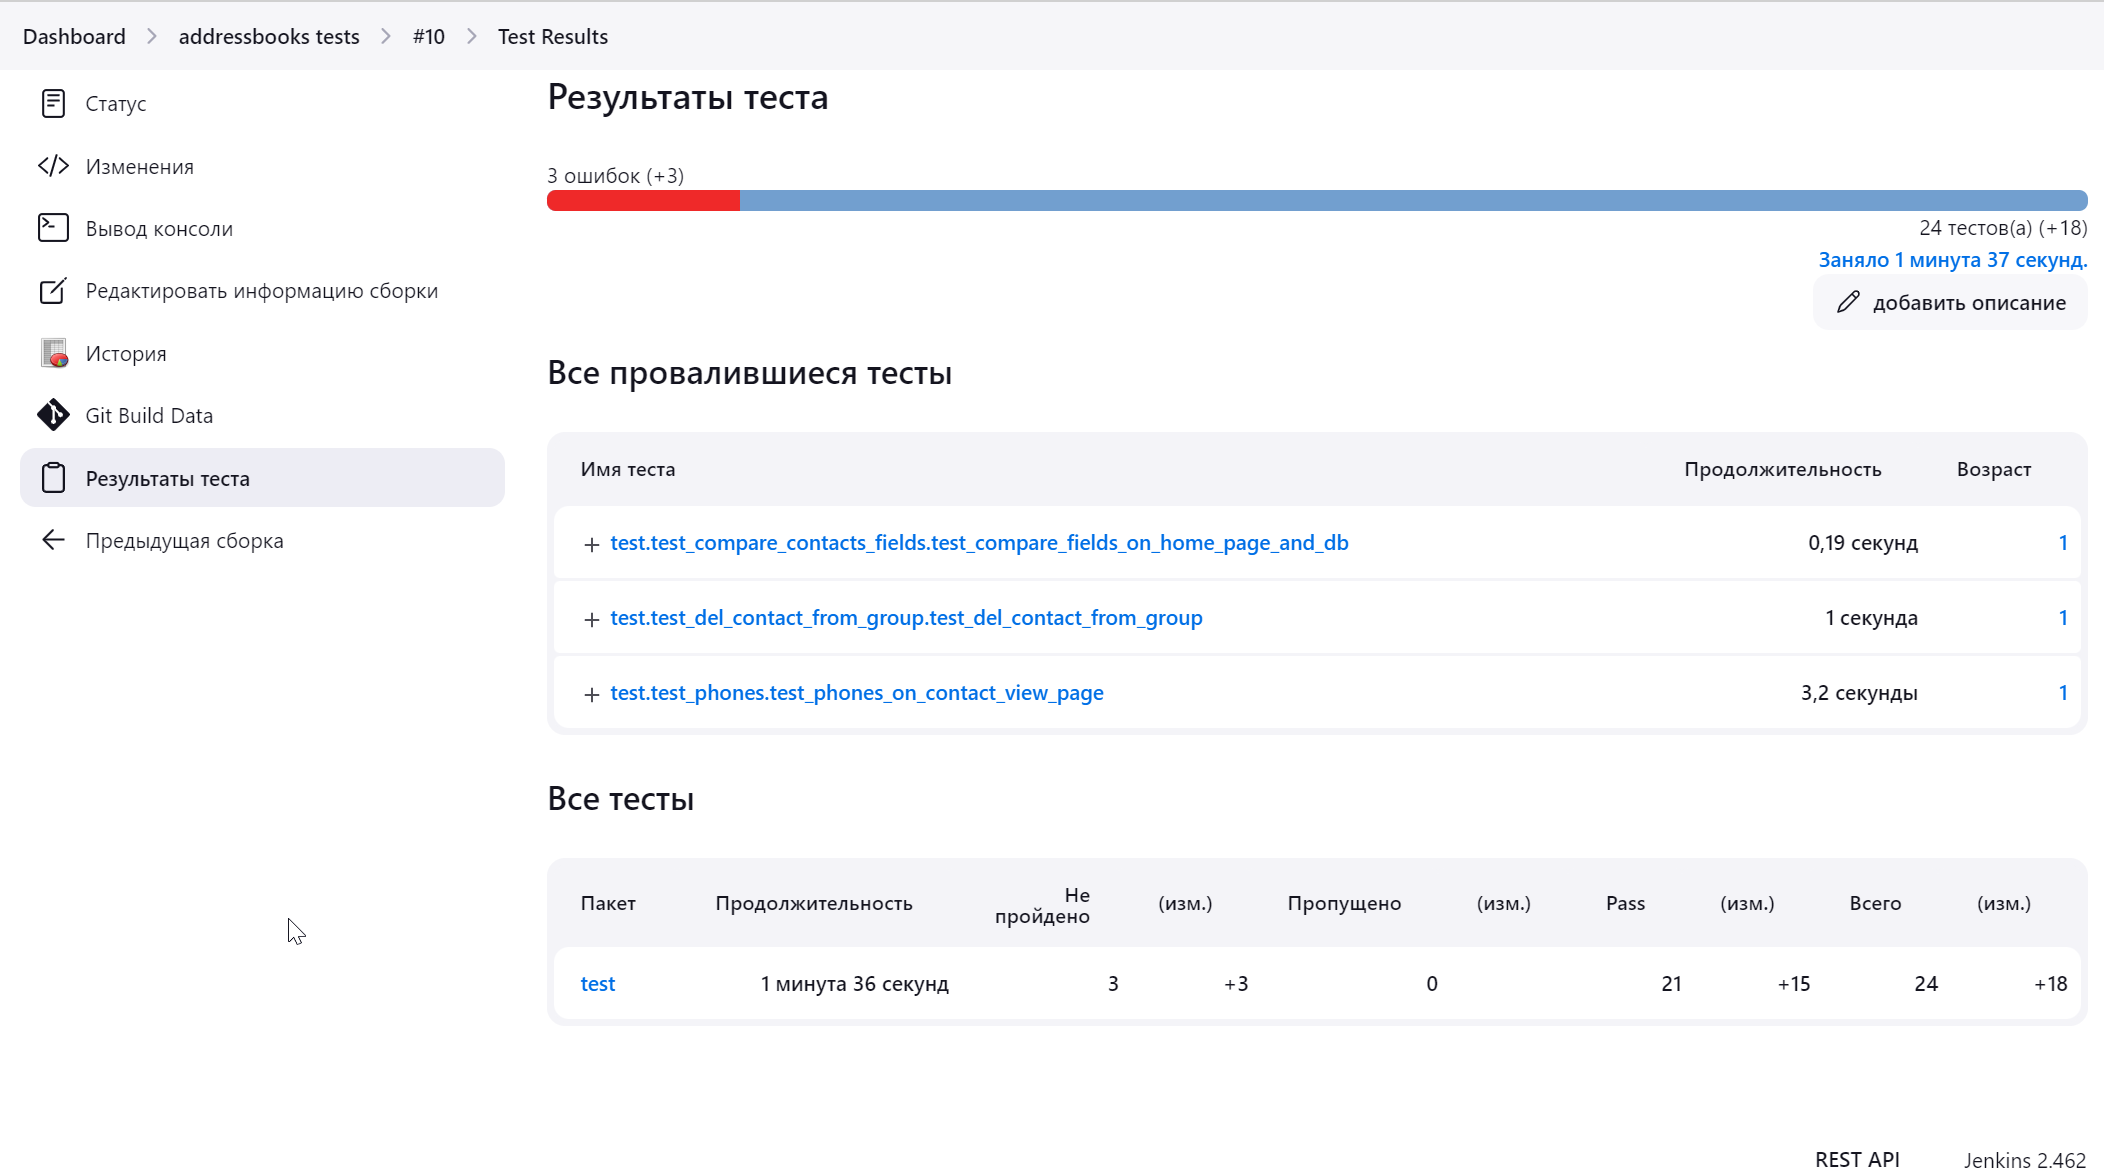 Dashboard > addressbooks tests > #10 > Test Results
Статус
Изменения
Вывод консоли
Редактировать информацию сборки
История
Git Build Data
Результаты теста
Предыдущая сборка
Результаты теста
3 ошибок (+3)
24 тестов(а) (+18)
Заняло 1 минута 37 секунд.
добавить описание
Все провалившиеся тесты
Имя теста Продолжительность Возраст
+ test.test_compare_contacts_fields.test_compare_fields_on_home_page_and_db 0,19 секунд 1
+ test.test_del_contact_from_group.test_del_contact_from_group 1 секунда 1
+ test.test_phones.test_phones_on_contact_view_page 3,2 секунды 1
Все тесты
Пакет Продолжительность Не пройдено (изм.) Пропущено (изм.) Pass (изм.) Всего (изм.)
test 1 минута 36 секунд 3 +3 0 21 +15 24 +18
REST API Jenkins 2.462